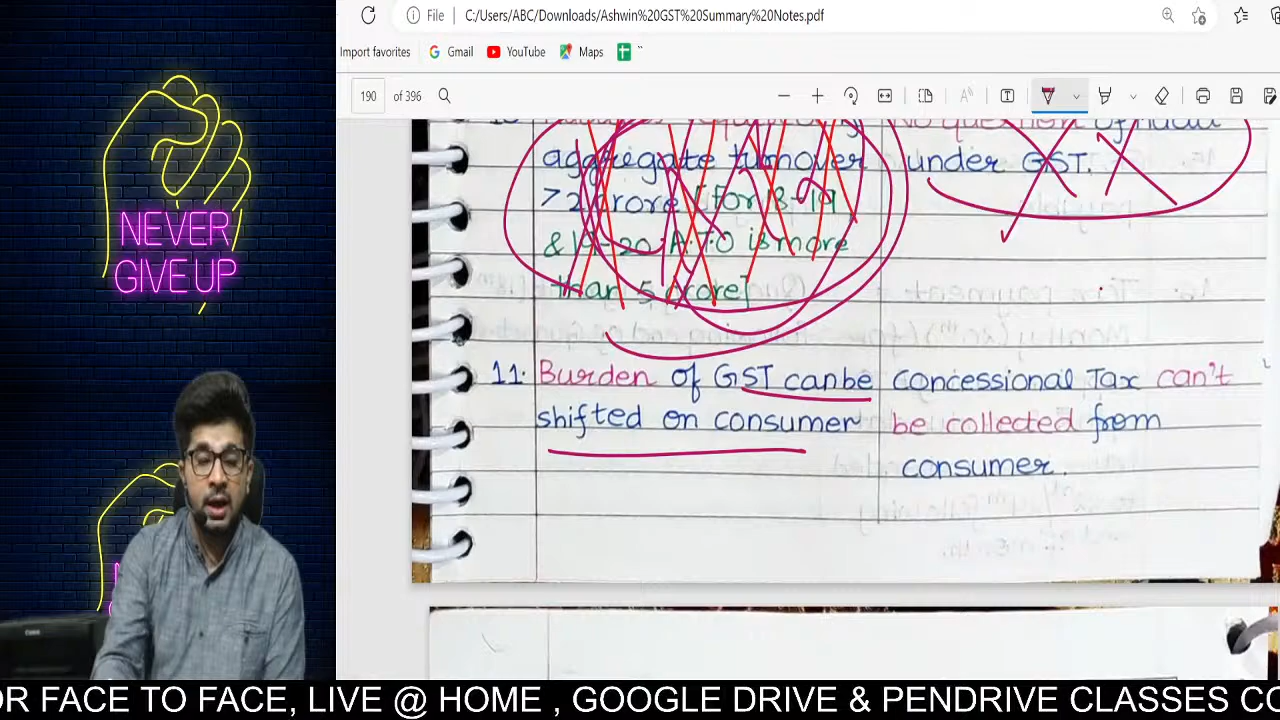 File C:/Users/ABC/Downloads/Ashwin%20GST%20Summary%20Notes.pdf
Import favorites Gmail YouTube Maps
190 of 396
aggregate turnover under GST.
>2 crore [for 18-19
& 19-20 A.T.O is more
than 5 crore]
11. Burden of GST can be Concessional Tax can't
shifted on consumer be collected from
consumer.
NEVER
GIVE UP
OR FACE TO FACE, LIVE @ HOME , GOOGLE DRIVE & PENDRIVE CLASSES CO